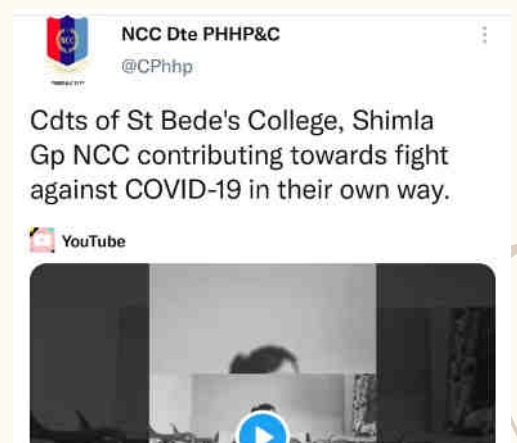 NCC
NCC Dte PHHP&C
@CPhhp
Cdts of St Bede's College, Shimla
Gp NCC contributing towards fight
against COVID-19 in their own way.
YouTube